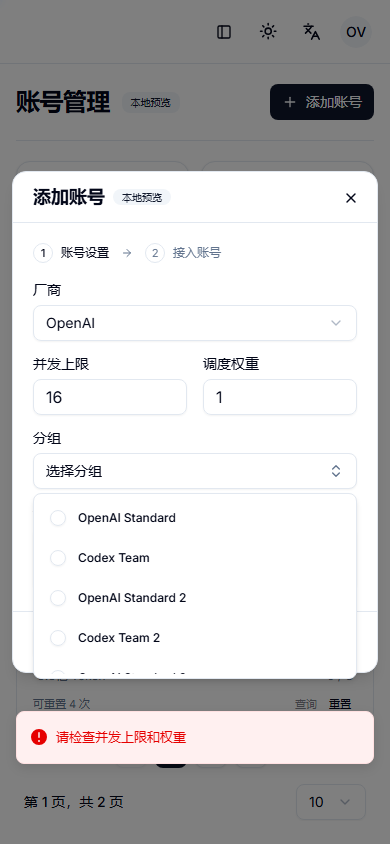 OV
账号管理 本地预览 添加账号
添加账号 本地预览
1 账号设置 2 接入账号
厂商
OpenAI
并发上限 调度权重
16 1
分组
选择分组
OpenAI Standard
Codex Team
OpenAI Standard 2
Codex Team 2
可重置 4 次 查询 重置
请检查并发上限和权重
第 1 页，共 2 页 10